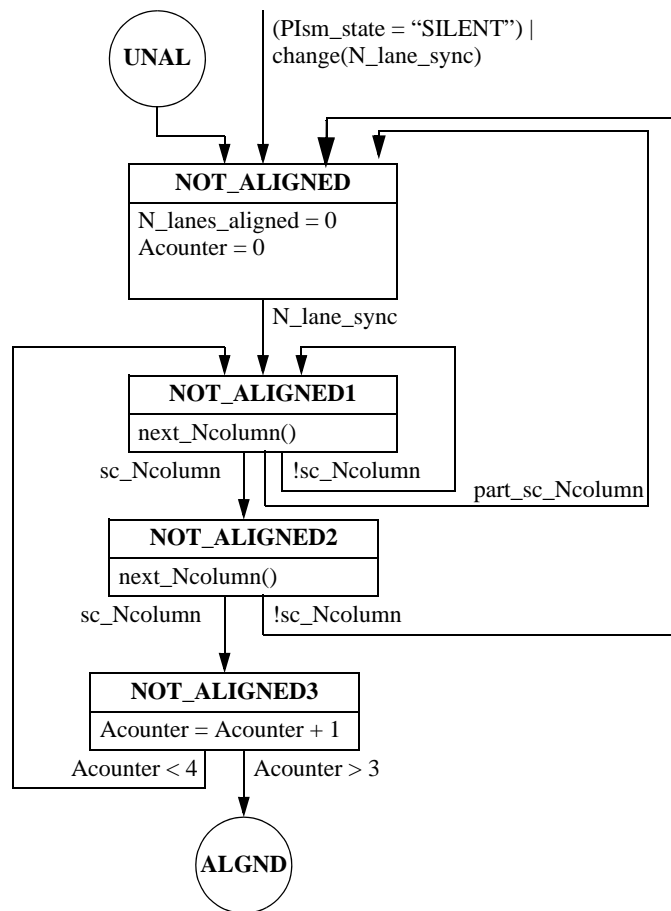 (PIsm_state = “SILENT”) |
change(N_lane_sync)
UNAL
NOT_ALIGNED
N_lanes_aligned = 0
Acounter = 0
N_lane_sync
NOT_ALIGNED1
next_Ncolumn()
sc_Ncolumn
!sc_Ncolumn
part_sc_Ncolumn
NOT_ALIGNED2
next_Ncolumn()
sc_Ncolumn
!sc_Ncolumn
NOT_ALIGNED3
Acounter = Acounter + 1
Acounter < 4
Acounter > 3
ALGND